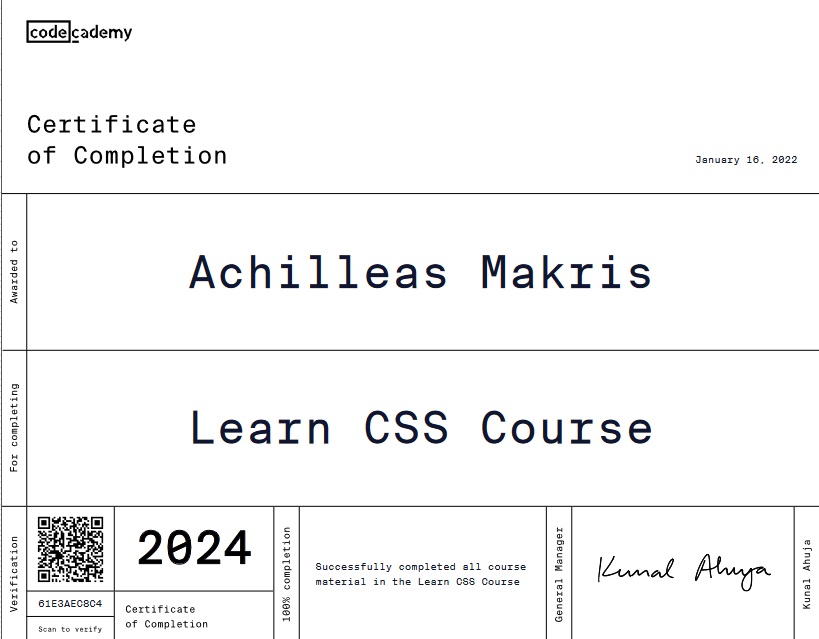 codecademy
Certificate
of Completion
January 16, 2022
Awarded to
Achilleas Makris
For completing
Learn CSS Course
Verification
61E3AEC8C4
Scan to verify
2024
Certificate
of Completion
100% completion
Successfully completed all course
material in the Learn CSS Course
General Manager
Kunal Ahuja
Kunal Ahuja